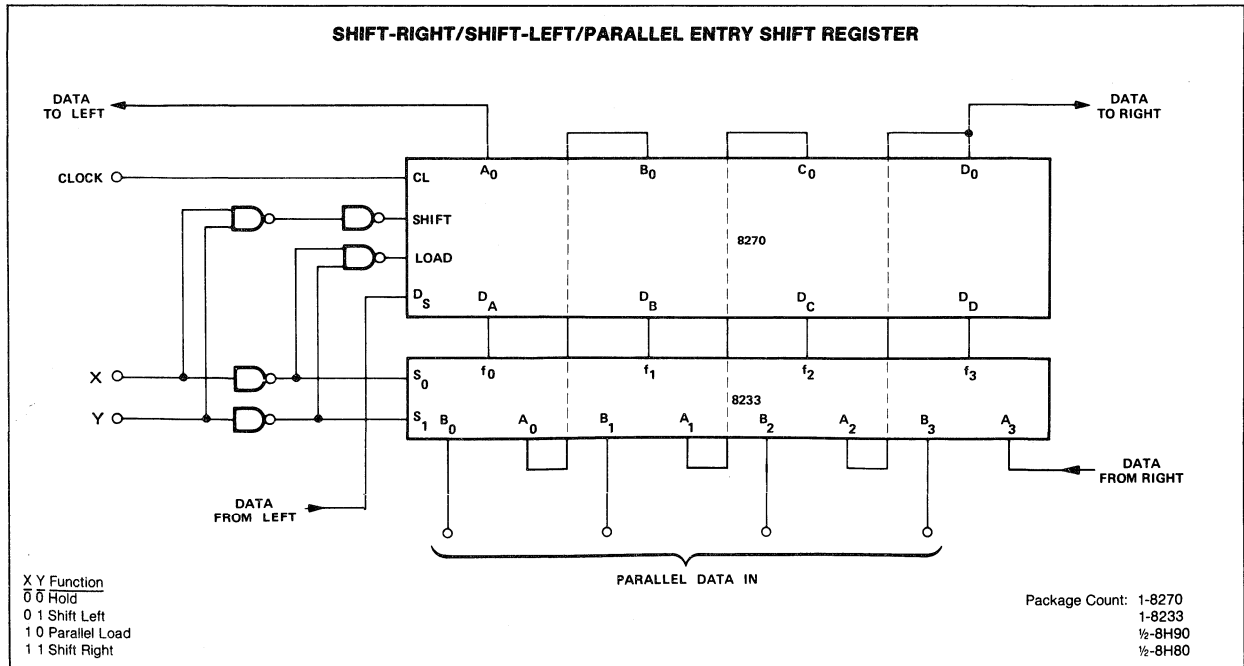 SHIFT-RIGHT/SHIFT-LEFT/PARALLEL ENTRY SHIFT REGISTER
DATA
TO LEFT
DATA
TO RIGHT
A0
B0
C0
D0
CLOCK
CL
SHIFT
8270
LOAD
DS
DA
DB
DC
DD
X
S0
f0
f1
f2
f3
8233
Y
S1
B0
A0
B1
A1
B2
A2
B3
A3
DATA
FROM RIGHT
DATA
FROM LEFT
PARALLEL DATA IN
X Y Function
0 0 Hold
0 1 Shift Left
1 0 Parallel Load
1 1 Shift Right
Package Count: 1-8270
1-8233
½-8H90
½-8H80